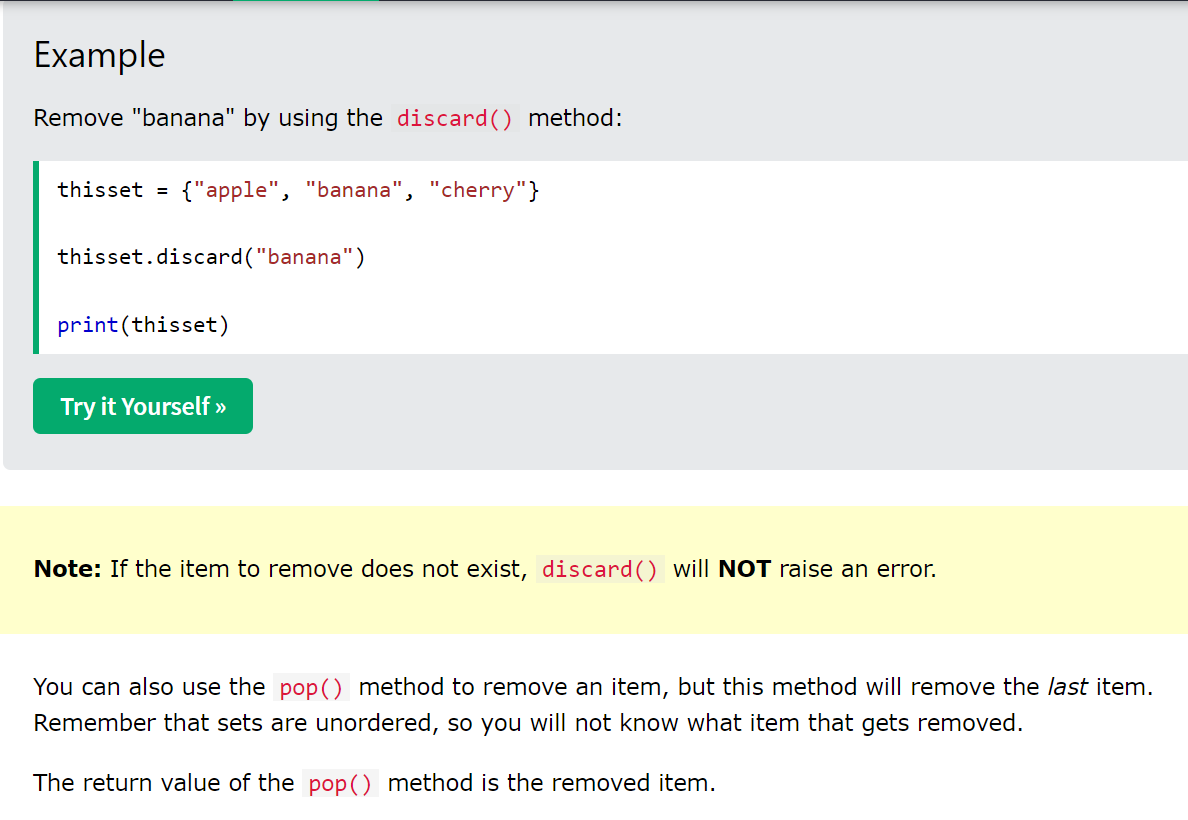 Example
Remove "banana" by using the discard() method:
thisset = {"apple", "banana", "cherry"}
thisset.discard("banana")
print(thisset)
Try it Yourself »
Note: If the item to remove does not exist, discard() will NOT raise an error.
You can also use the pop() method to remove an item, but this method will remove the last item.
Remember that sets are unordered, so you will not know what item that gets removed.
The return value of the pop() method is the removed item.